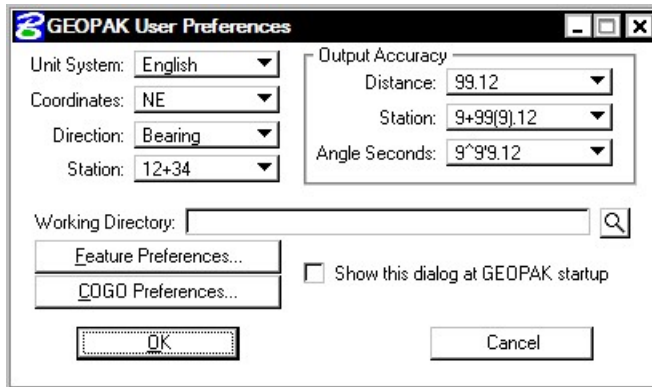 GEOPAK User Preferences
Unit System: English
Coordinates: NE
Direction: Bearing
Station: 12+34
Output Accuracy
Distance: 99.12
Station: 9+99(9).12
Angle Seconds: 9^9'9.12
Working Directory:
Feature Preferences...
COGO Preferences...
Show this dialog at GEOPAK startup
OK
Cancel